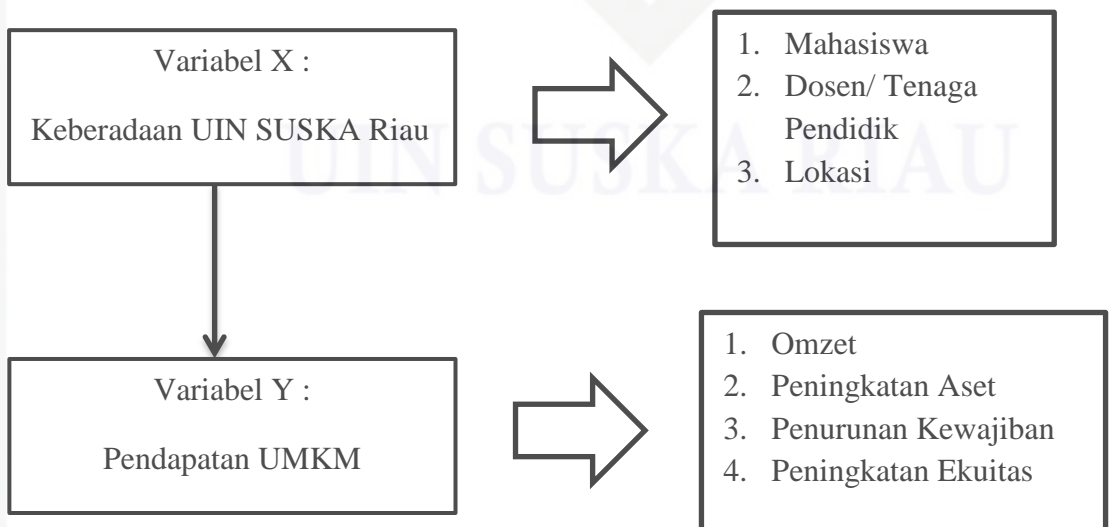 Variabel X :
Keberadaan UIN SUSKA Riau
1. Mahasiswa
2. Dosen/ Tenaga
Pendidik
3. Lokasi
UIN SUSKA RIAU
Variabel Y :
Pendapatan UMKM
1. Omzet
2. Peningkatan Aset
3. Penurunan Kewajiban
4. Peningkatan Ekuitas